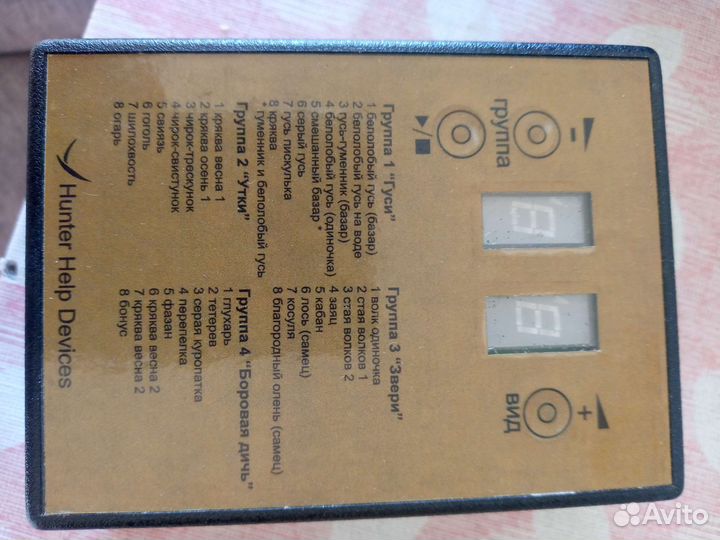 −
группа
▶/■
+
вид
Группа 1 "Гуси"
1 белолобый гусь (базар)
2 белолобый гусь на воде
3 гусь-гуменник (базар)
4 белолобый гусь (одиночка)
5 смешанный базар *
6 серый гусь
7 гусь пискулька
8 кряква
* гуменник и белолобый гусь
Группа 2 "Утки"
1 кряква весна 1
2 кряква осень 1
3 чирок-трескунок
4 чирок-свистунок
5 свиязь
6 гоголь
7 шилохвость
8 огарь
Группа 3 "Звери"
1 волк одиночка
2 стая волков 1
3 стая волков 2
4 заяц
5 кабан
6 лось (самец)
7 косуля
8 благородный олень (самец)
Группа 4 "Боровая дичь"
1 глухарь
2 тетерев
3 серая куропатка
4 перепелка
5 фазан
6 кряква весна 2
7 кряква весна 2
8 бонус
Hunter Help Devices
Avito